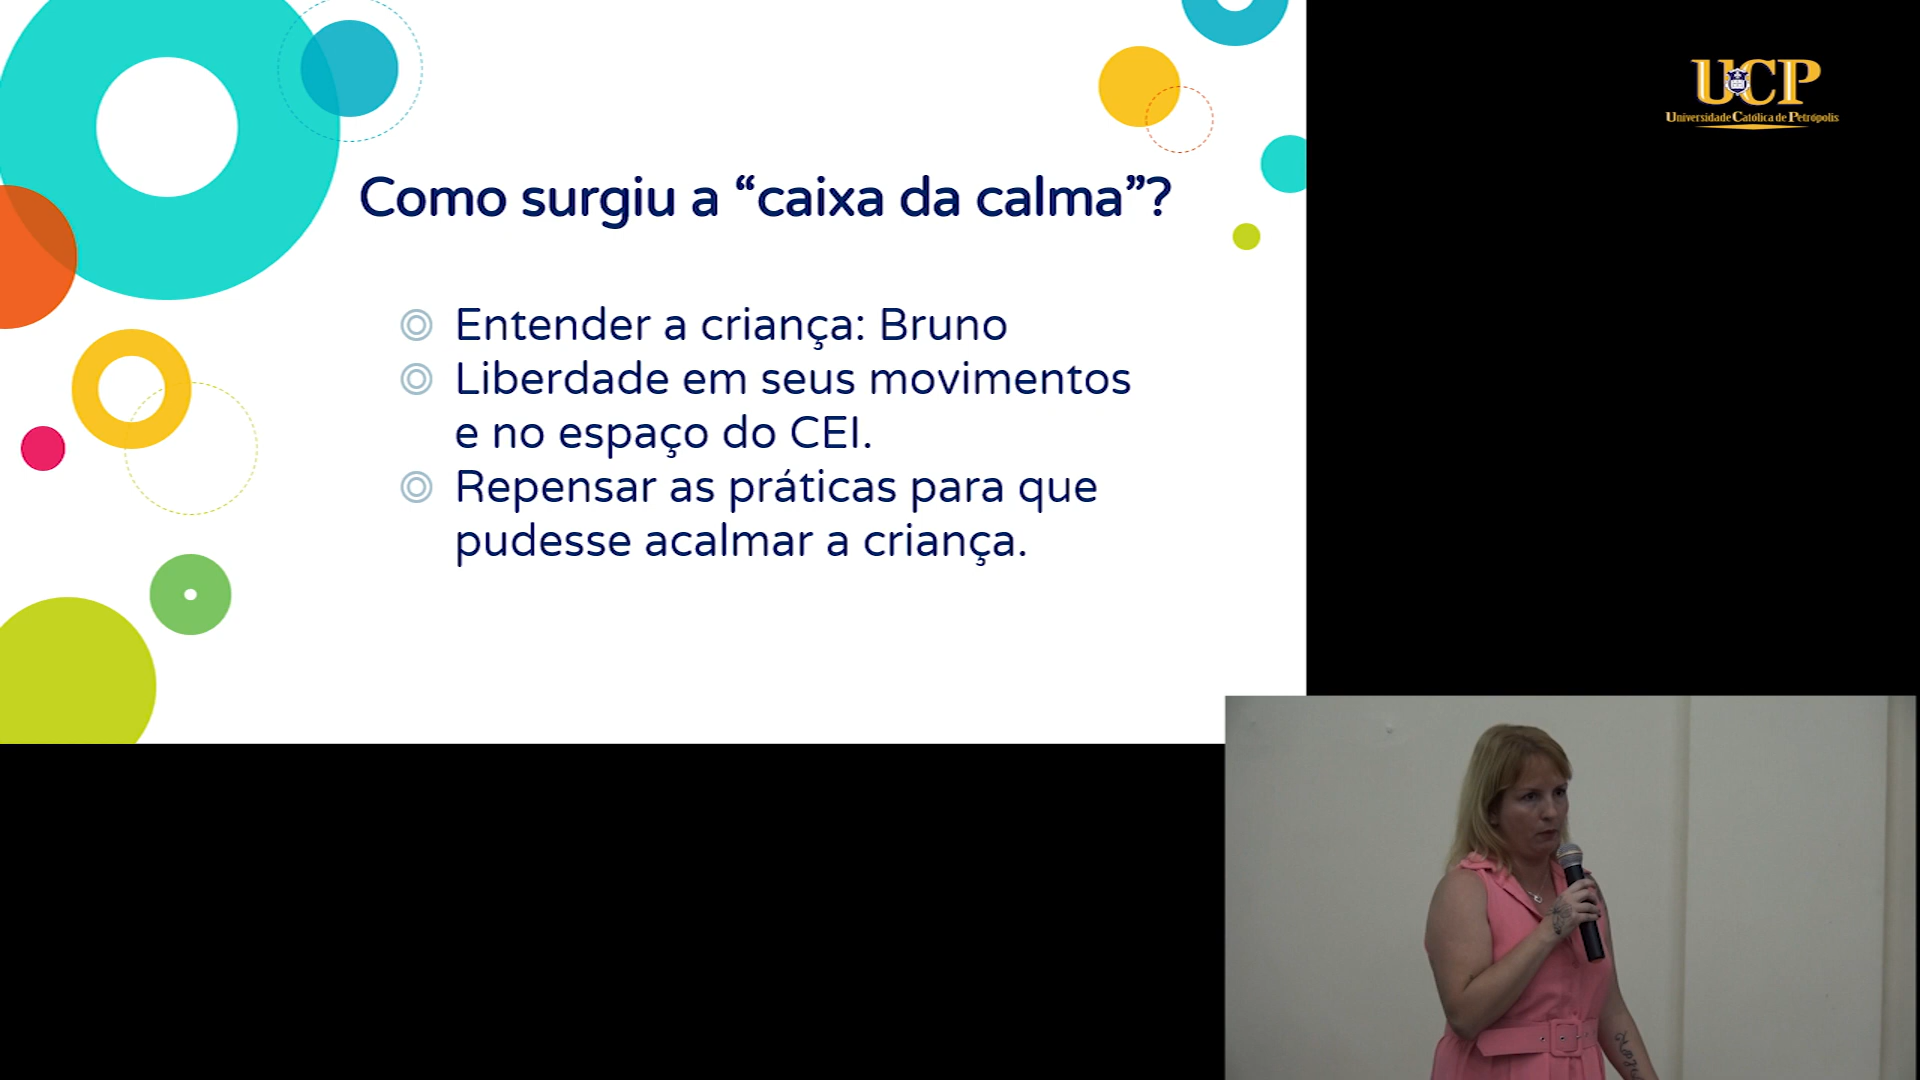 Como surgiu a “caixa da calma”?
Entender a criança: Bruno
Liberdade em seus movimentos
e no espaço do CEI.
Repensar as práticas para que
pudesse acalmar a criança.
UCP
Universidade Católica de Petrópolis